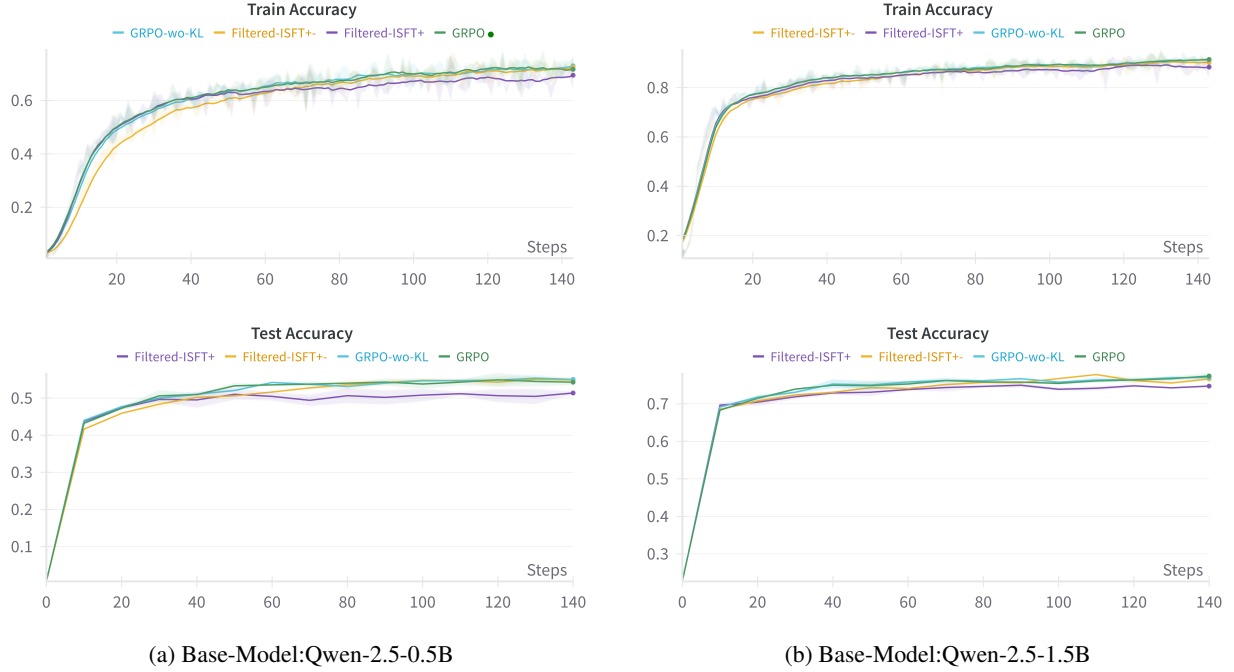 Train Accuracy
GRPO-wo-KL Filtered-ISFT+- Filtered-ISFT+ GRPO
0.6
0.4
0.2
Steps
20 40 60 80 100 120 140
Train Accuracy
Filtered-ISFT+- Filtered-ISFT+ GRPO-wo-KL GRPO
0.8
0.6
0.4
0.2
Steps
20 40 60 80 100 120 140
Test Accuracy
Filtered-ISFT+ Filtered-ISFT+- GRPO-wo-KL GRPO
0.5
0.4
0.3
0.2
0.1
Steps
0 20 40 60 80 100 120 140
Test Accuracy
Filtered-ISFT+ Filtered-ISFT+- GRPO-wo-KL GRPO
0.7
0.6
0.5
0.4
0.3
Steps
0 20 40 60 80 100 120 140
(a) Base-Model:Qwen-2.5-0.5B
(b) Base-Model:Qwen-2.5-1.5B